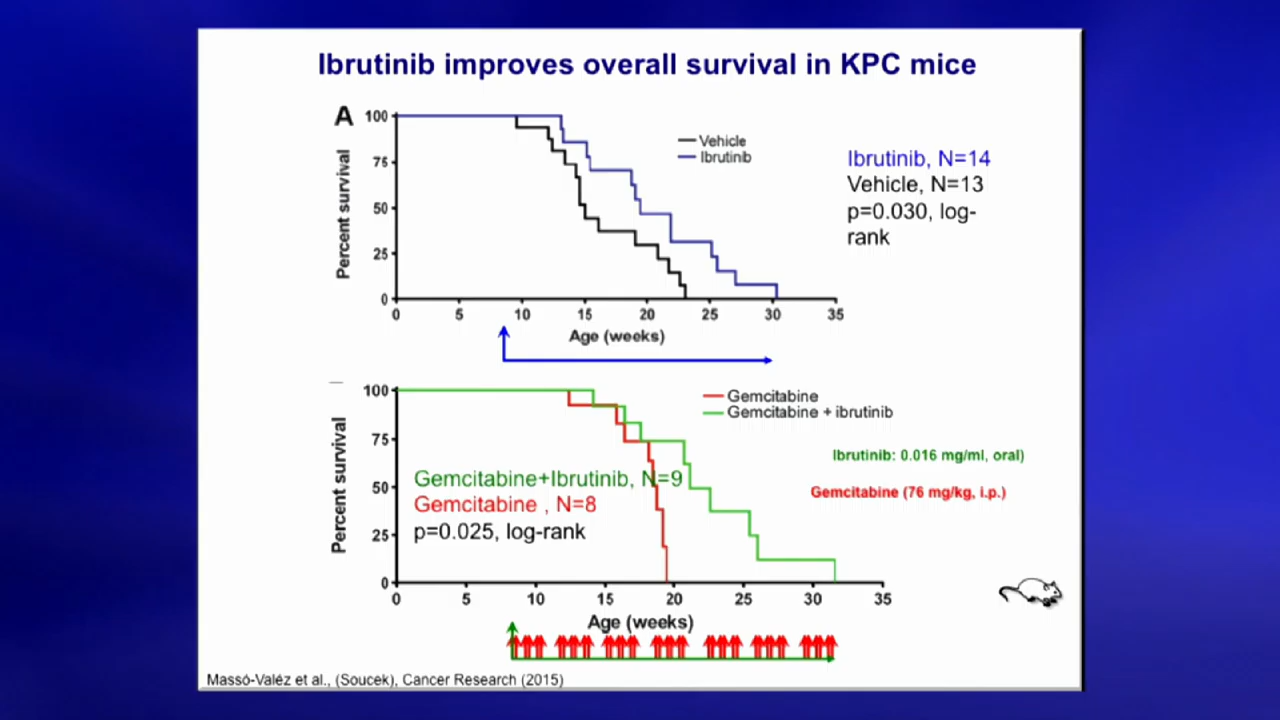 Ibrutinib improves overall survival in KPC mice
A
Percent survival
100
75
50
25
0
0 5 10 15 20 25 30 35
Age (weeks)
Vehicle
Ibrutinib
Ibrutinib, N=14
Vehicle, N=13
p=0.030, log-
rank
Percent survival
100
75
50
25
0
0 5 10 15 20 25 30 35
Age (weeks)
Gemcitabine
Gemcitabine + ibrutinib
Gemcitabine+Ibrutinib, N=9
Gemcitabine , N=8
p=0.025, log-rank
Ibrutinib: 0.016 mg/ml, oral)
Gemcitabine (76 mg/kg, i.p.)
Massó-Valéz et al., (Soucek), Cancer Research (2015)